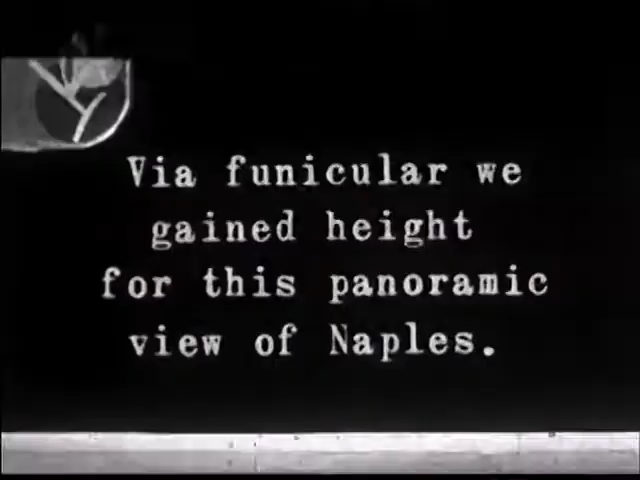 Via funicular we
gained height
for this panoramic
view of Naples.